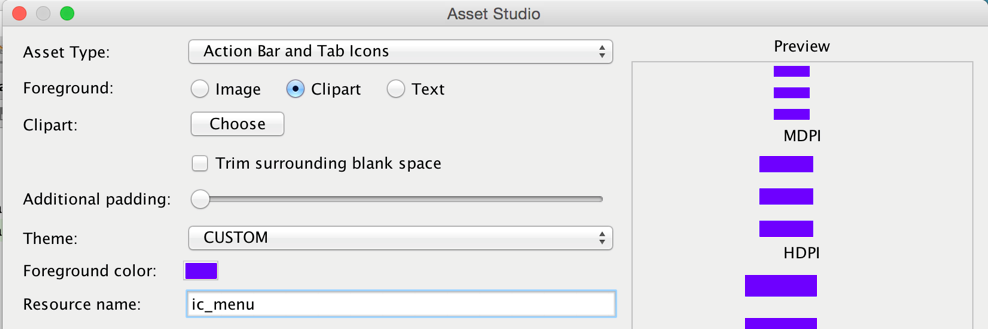 Asset Studio
Asset Type: Action Bar and Tab Icons
Preview
Foreground: Image Clipart Text
Clipart: Choose
MDPI
Trim surrounding blank space
Additional padding:
Theme: CUSTOM
HDPI
Foreground color:
Resource name: ic_menu